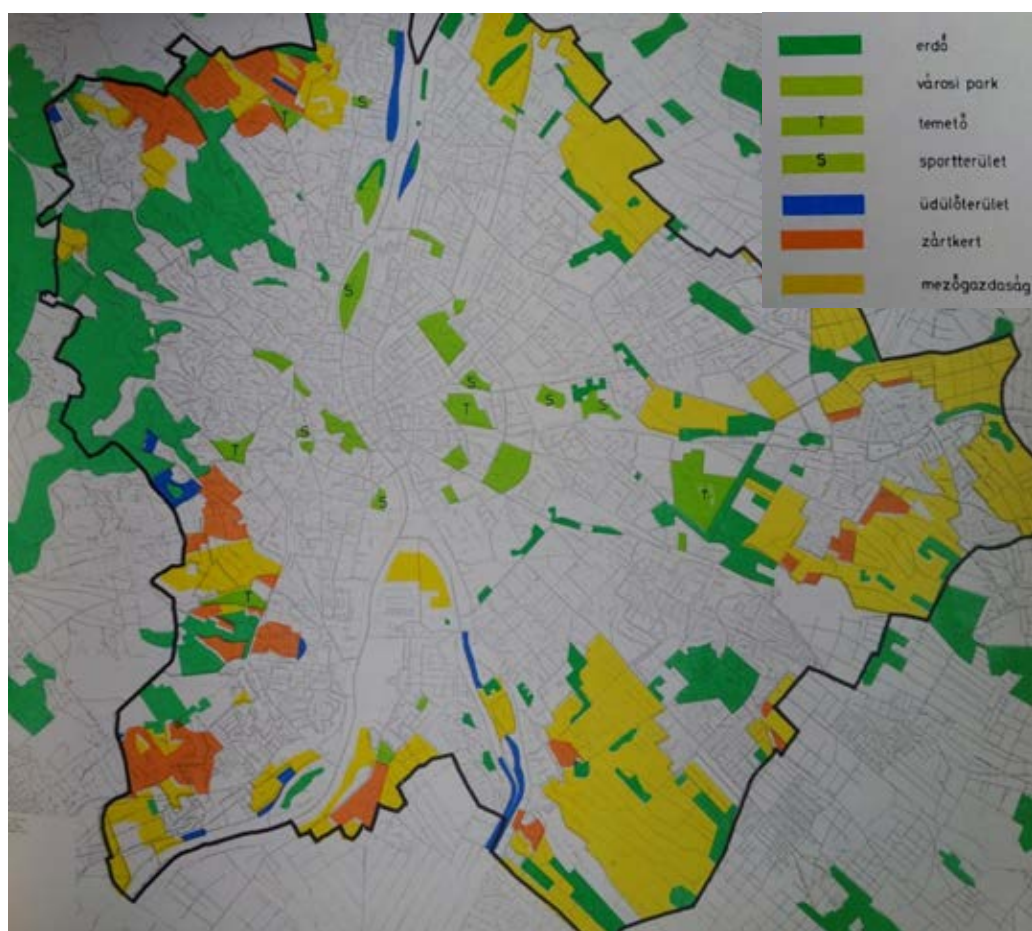 erdő
városi park
T temető
S sportterület
üdülőterület
zártkert
mezőgazdaság
S
S
S
T
S
S
T
S
T
S
T
T